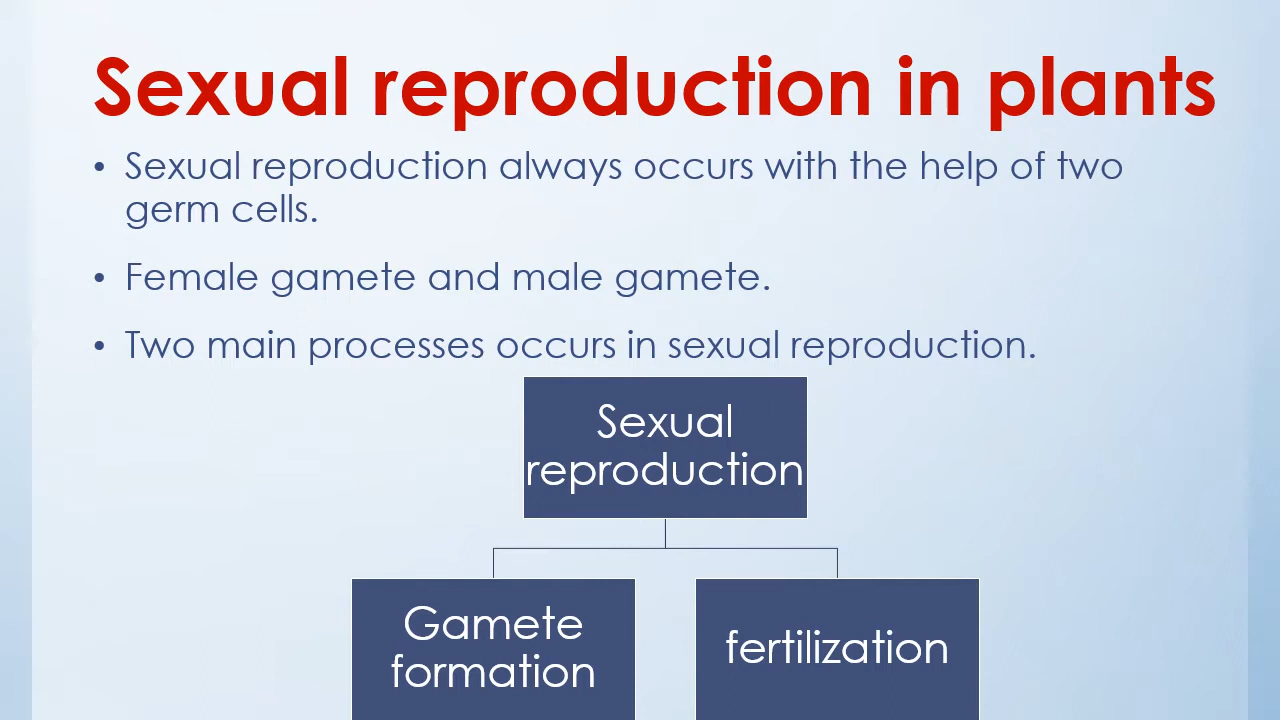 Sexual reproduction in plants
• Sexual reproduction always occurs with the help of two
germ cells.
• Female gamete and male gamete.
• Two main processes occurs in sexual reproduction.
Sexual
reproduction
Gamete
formation
fertilization